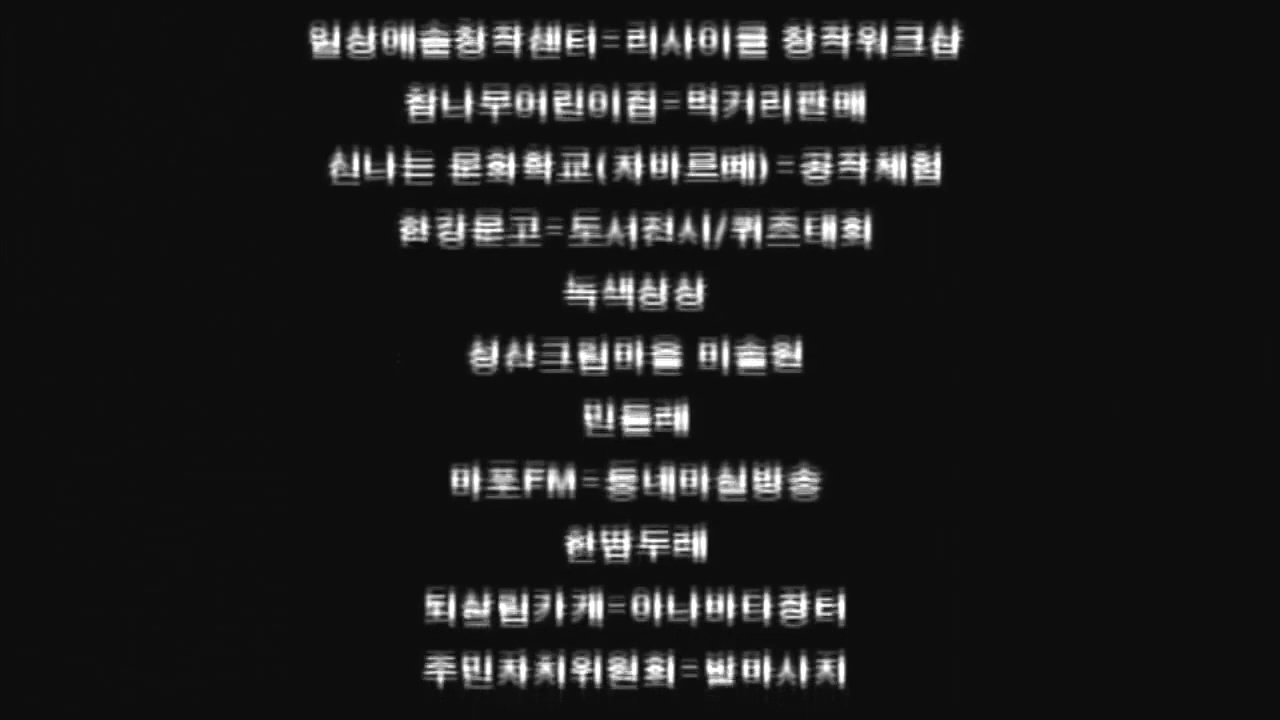 일상예술창작센터=리사이클 창작워크샵
참나무어린이집=먹거리판매
신나는 문화학교(자바르떼)=공작체험
한강문고=도서전시/퀴즈대회
녹색상상
성산그림마을 미술원
민들레
마포FM=동네마실방송
한밭두레
되살림가게=아나바다장터
주민자치위원회=발마사지